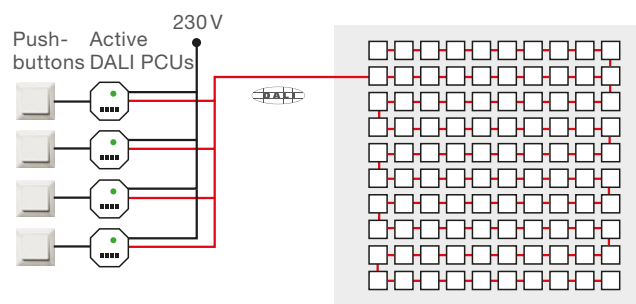 230 V
Push-
buttons
Active
DALI PCUs
DALI